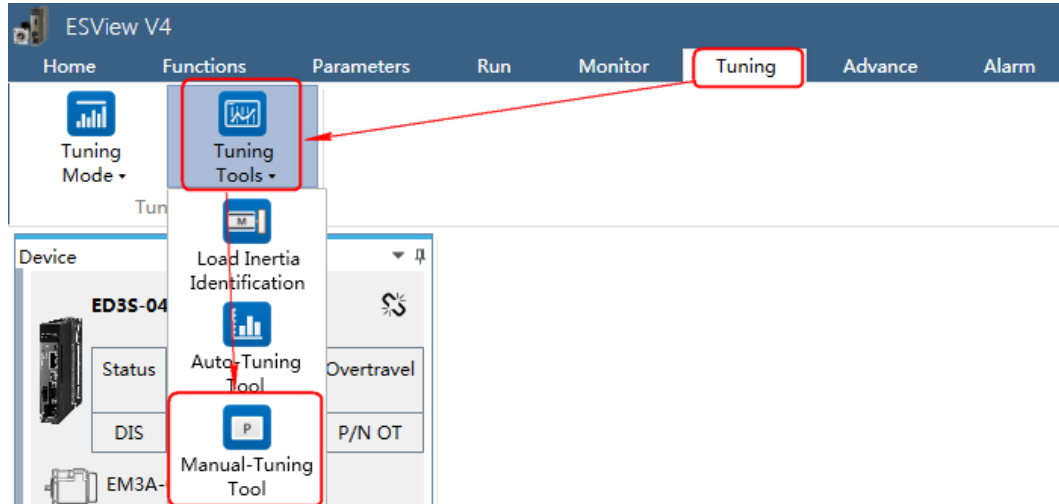 ESView V4
Home Functions Parameters Run Monitor Tuning Advance Alarm
Tuning
Mode
Tuning
Tools
Tun
M
Load Inertia
Identification
Auto-Tuning
Tool
P
Manual-Tuning
Tool
Device
ED3S-04
Status Overtravel
DIS P/N OT
EM3A-